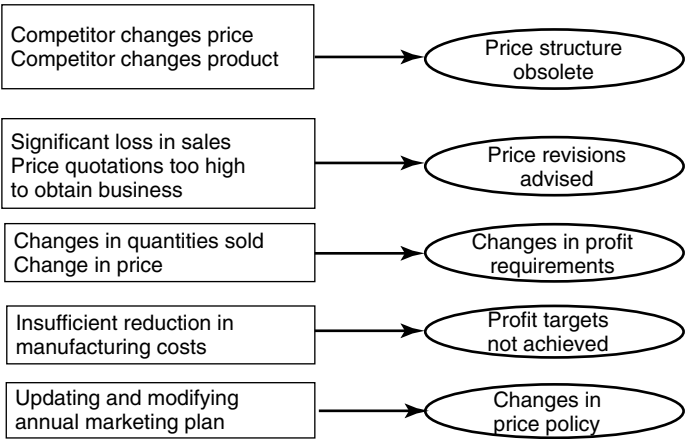 Competitor changes price
Competitor changes product
Price structure
obsolete
Significant loss in sales
Price quotations too high
to obtain business
Price revisions
advised
Changes in quantities sold
Change in price
Changes in profit
requirements
Insufficient reduction in
manufacturing costs
Profit targets
not achieved
Updating and modifying
annual marketing plan
Changes in
price policy